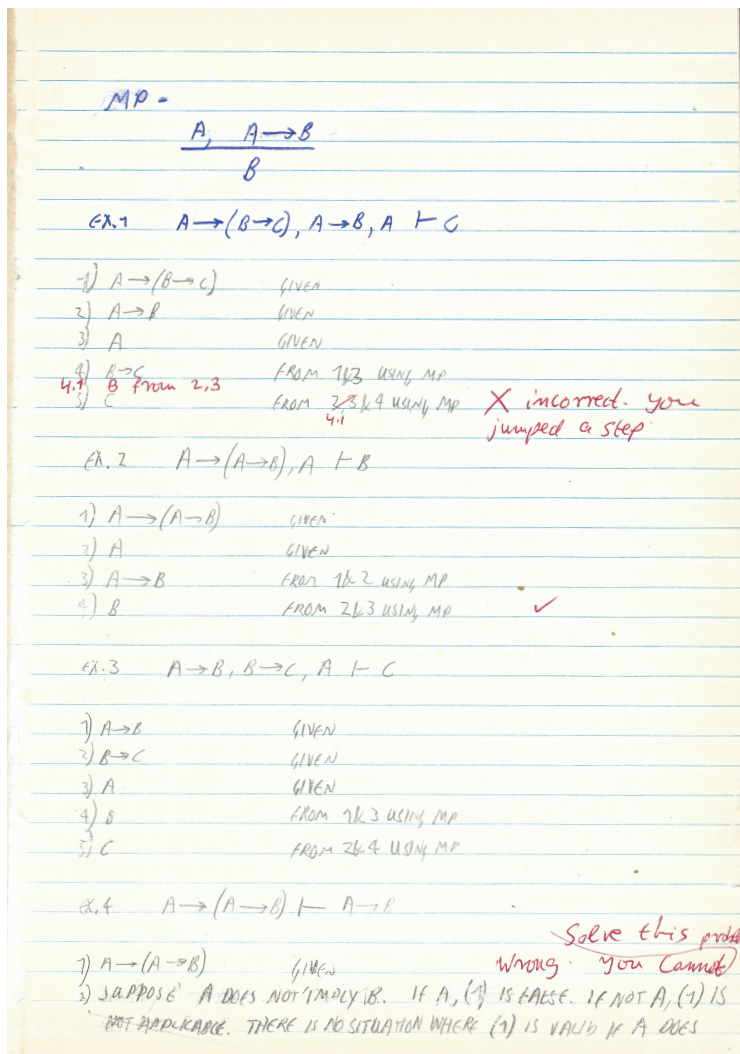 MP -
A, A→B
B
EX.1 A→(B→C), A→B, A ⊢ C
1) A→(B→C) GIVEN
2) A→B GIVEN
3) A GIVEN
4) B→C FROM 1&3 USING MP
4.1 B from 2,3
5) C FROM 2,3&4 USING MP X incorrect. you
4.1 jumped a step
EX.2 A→(A→B), A ⊢ B
1) A→(A→B) GIVEN
2) A GIVEN
3) A→B FROM 1&2 USING MP
4) B FROM 2&3 USING MP ✓
EX.3 A→B, B→C, A ⊢ C
1) A→B GIVEN
2) B→C GIVEN
3) A GIVEN
4) B FROM 1&3 USING MP
5) C FROM 2&4 USING MP
EX.4 A→(A→B) ⊢ A→B
Solve this
1) A→(A→B) GIVEN Wrong. You Cannot
2) SUPPOSE A DOES NOT IMPLY B. IF A, (1) IS FALSE. IF NOT A, (1) IS
NOT APPLICABLE. THERE IS NO SITUATION WHERE (1) IS VALID IF A DOES